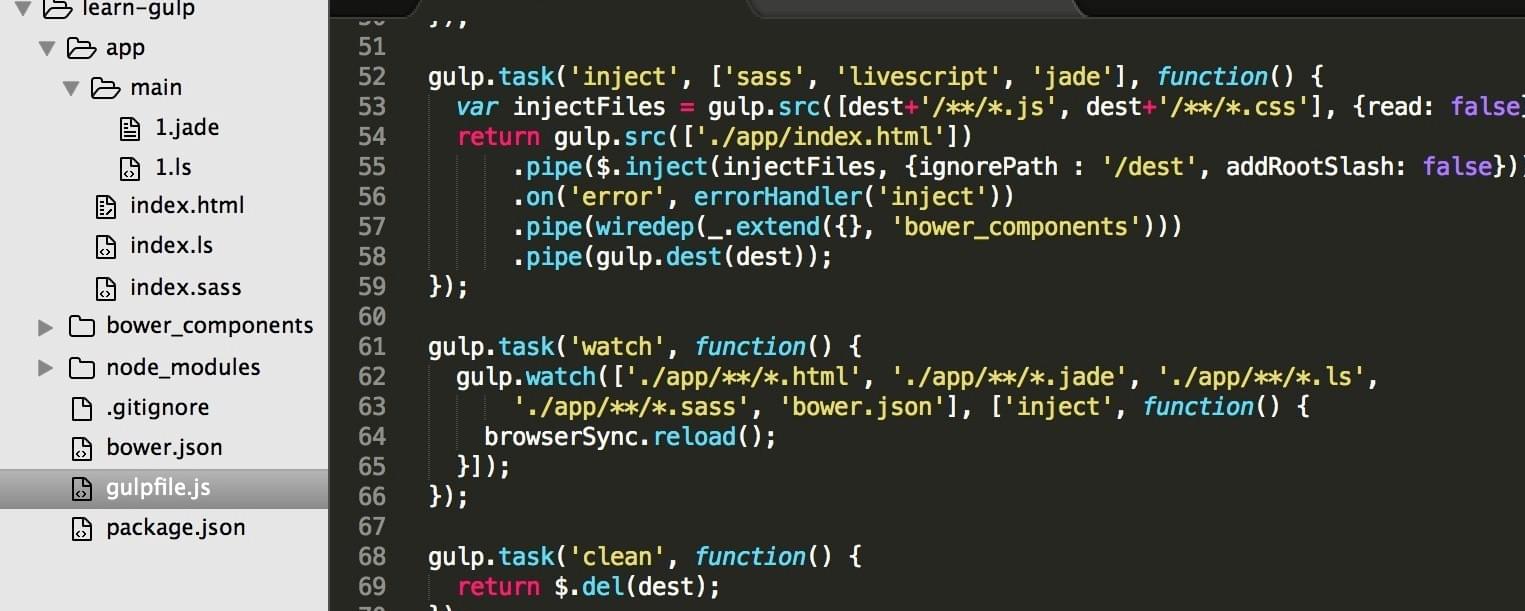 learn-gulp
app
main
1.jade
1.ls
index.html
index.ls
index.sass
bower_components
node_modules
.gitignore
bower.json
gulpfile.js
package.json
50 });
51
52 gulp.task('inject', ['sass', 'livescript', 'jade'], function() {
53 var injectFiles = gulp.src([dest+'/**/*.js', dest+'/**/*.css'], {read: false}
54 return gulp.src(['./app/index.html'])
55 .pipe($.inject(injectFiles, {ignorePath : '/dest', addRootSlash: false}))
56 .on('error', errorHandler('inject'))
57 .pipe(wiredep(_.extend({}, 'bower_components')))
58 .pipe(gulp.dest(dest));
59 });
60
61 gulp.task('watch', function() {
62 gulp.watch(['./app/**/*.html', './app/**/*.jade', './app/**/*.ls',
63 './app/**/*.sass', 'bower.json'], ['inject', function() {
64 browserSync.reload();
65 }]);
66 });
67
68 gulp.task('clean', function() {
69 return $.del(dest);
70 })